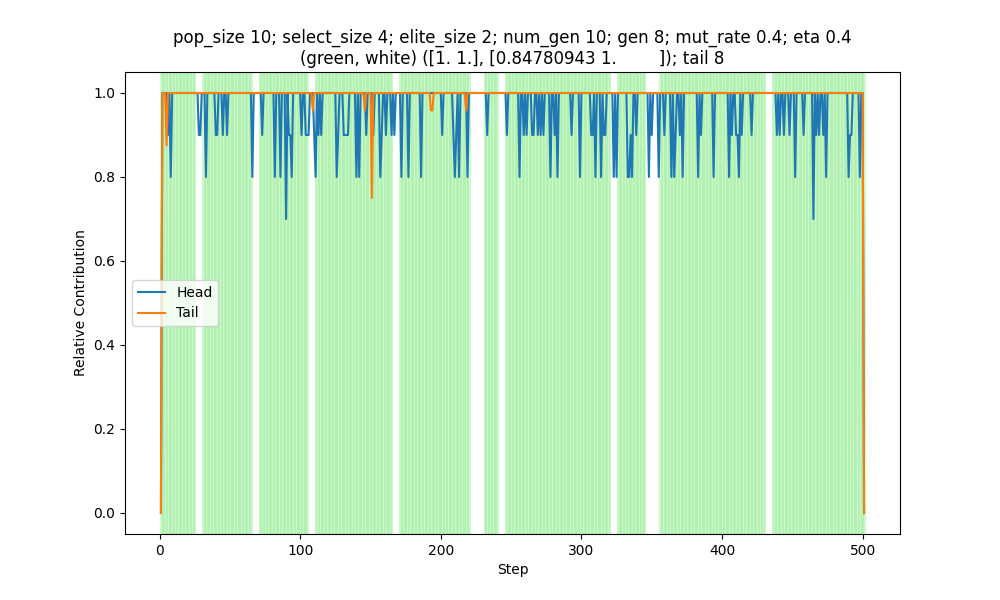 pop_size 10; select_size 4; elite_size 2; num_gen 10; gen 8; mut_rate 0.4; eta 0.4
(green, white) ([1. 1.], [0.84780943 1.        ]); tail 8
1.0
0.8
0.6
0.4
0.2
0.0
Relative Contribution
Head
Tail
0 100 200 300 400 500
Step